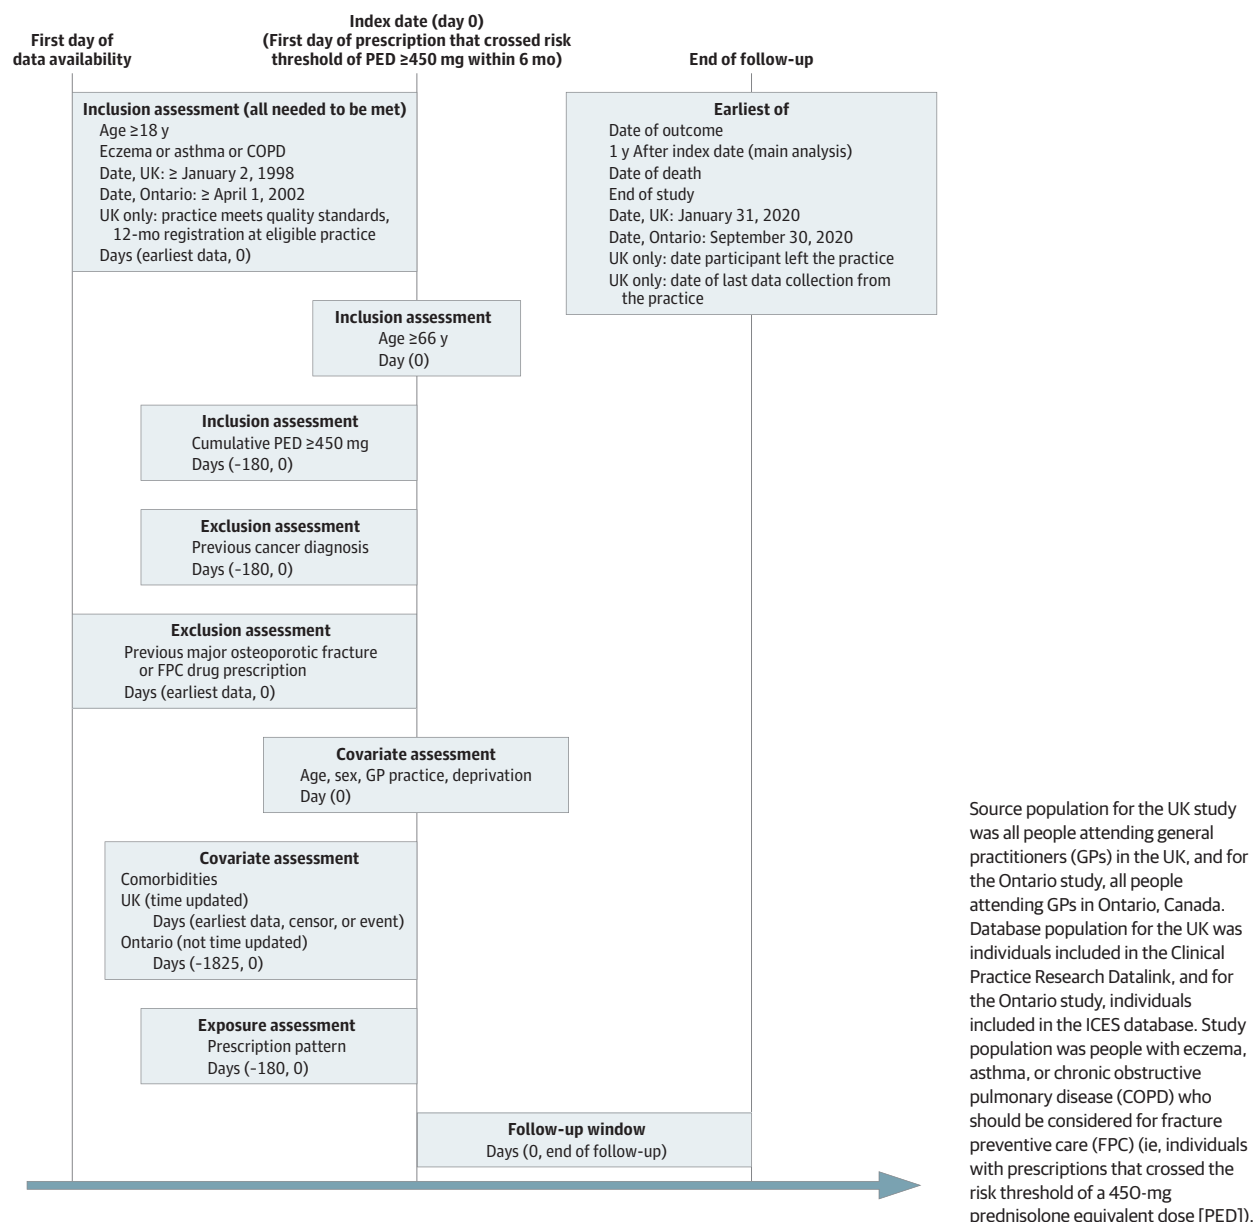 First day of
data availability
Index date (day 0)
(First day of prescription that crossed risk
threshold of PED ≥450 mg within 6 mo)
End of follow-up
Inclusion assessment (all needed to be met)
Age ≥18 y
Eczema or asthma or COPD
Date, UK: ≥ January 2, 1998
Date, Ontario: ≥ April 1, 2002
UK only: practice meets quality standards,
12-mo registration at eligible practice
Days (earliest data, 0)
Earliest of
Date of outcome
1 y After index date (main analysis)
Date of death
End of study
Date, UK: January 31, 2020
Date, Ontario: September 30, 2020
UK only: date participant left the practice
UK only: date of last data collection from
the practice
Inclusion assessment
Age ≥66 y
Day (0)
Inclusion assessment
Cumulative PED ≥450 mg
Days (-180, 0)
Exclusion assessment
Previous cancer diagnosis
Days (-180, 0)
Exclusion assessment
Previous major osteoporotic fracture
or FPC drug prescription
Days (earliest data, 0)
Covariate assessment
Age, sex, GP practice, deprivation
Day (0)
Covariate assessment
Comorbidities
UK (time updated)
Days (earliest data, censor, or event)
Ontario (not time updated)
Days (-1825, 0)
Exposure assessment
Prescription pattern
Days (-180, 0)
Follow-up window
Days (0, end of follow-up)
Source population for the UK study
was all people attending general
practitioners (GPs) in the UK, and for
the Ontario study, all people
attending GPs in Ontario, Canada.
Database population for the UK was
individuals included in the Clinical
Practice Research Datalink, and for
the Ontario study, individuals
included in the ICES database. Study
population was people with eczema,
asthma, or chronic obstructive
pulmonary disease (COPD) who
should be considered for fracture
preventive care (FPC) (ie, individuals
with prescriptions that crossed the
risk threshold of a 450-mg
prednisolone equivalent dose [PED]).